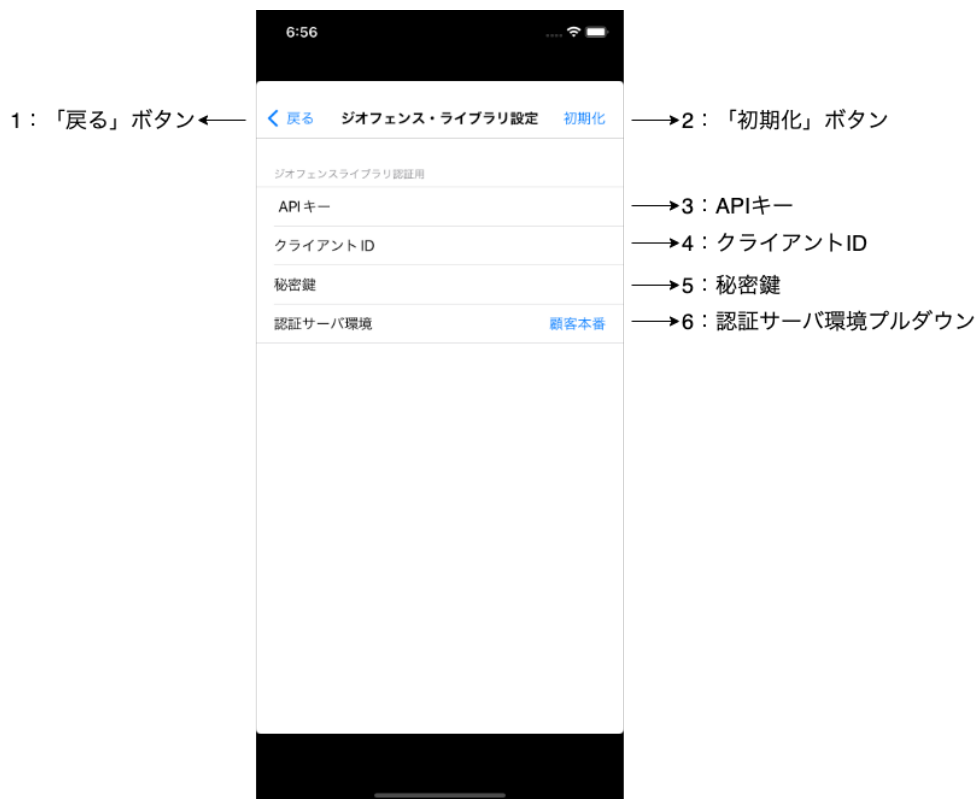 6:56
1：「戻る」ボタン
戻る ジオフェンス・ライブラリ設定 初期化
2：「初期化」ボタン
ジオフェンスライブラリ認証用
APIキー
3：APIキー
クライアントID
4：クライアントID
秘密鍵
5：秘密鍵
認証サーバ環境 顧客本番
6：認証サーバ環境プルダウン